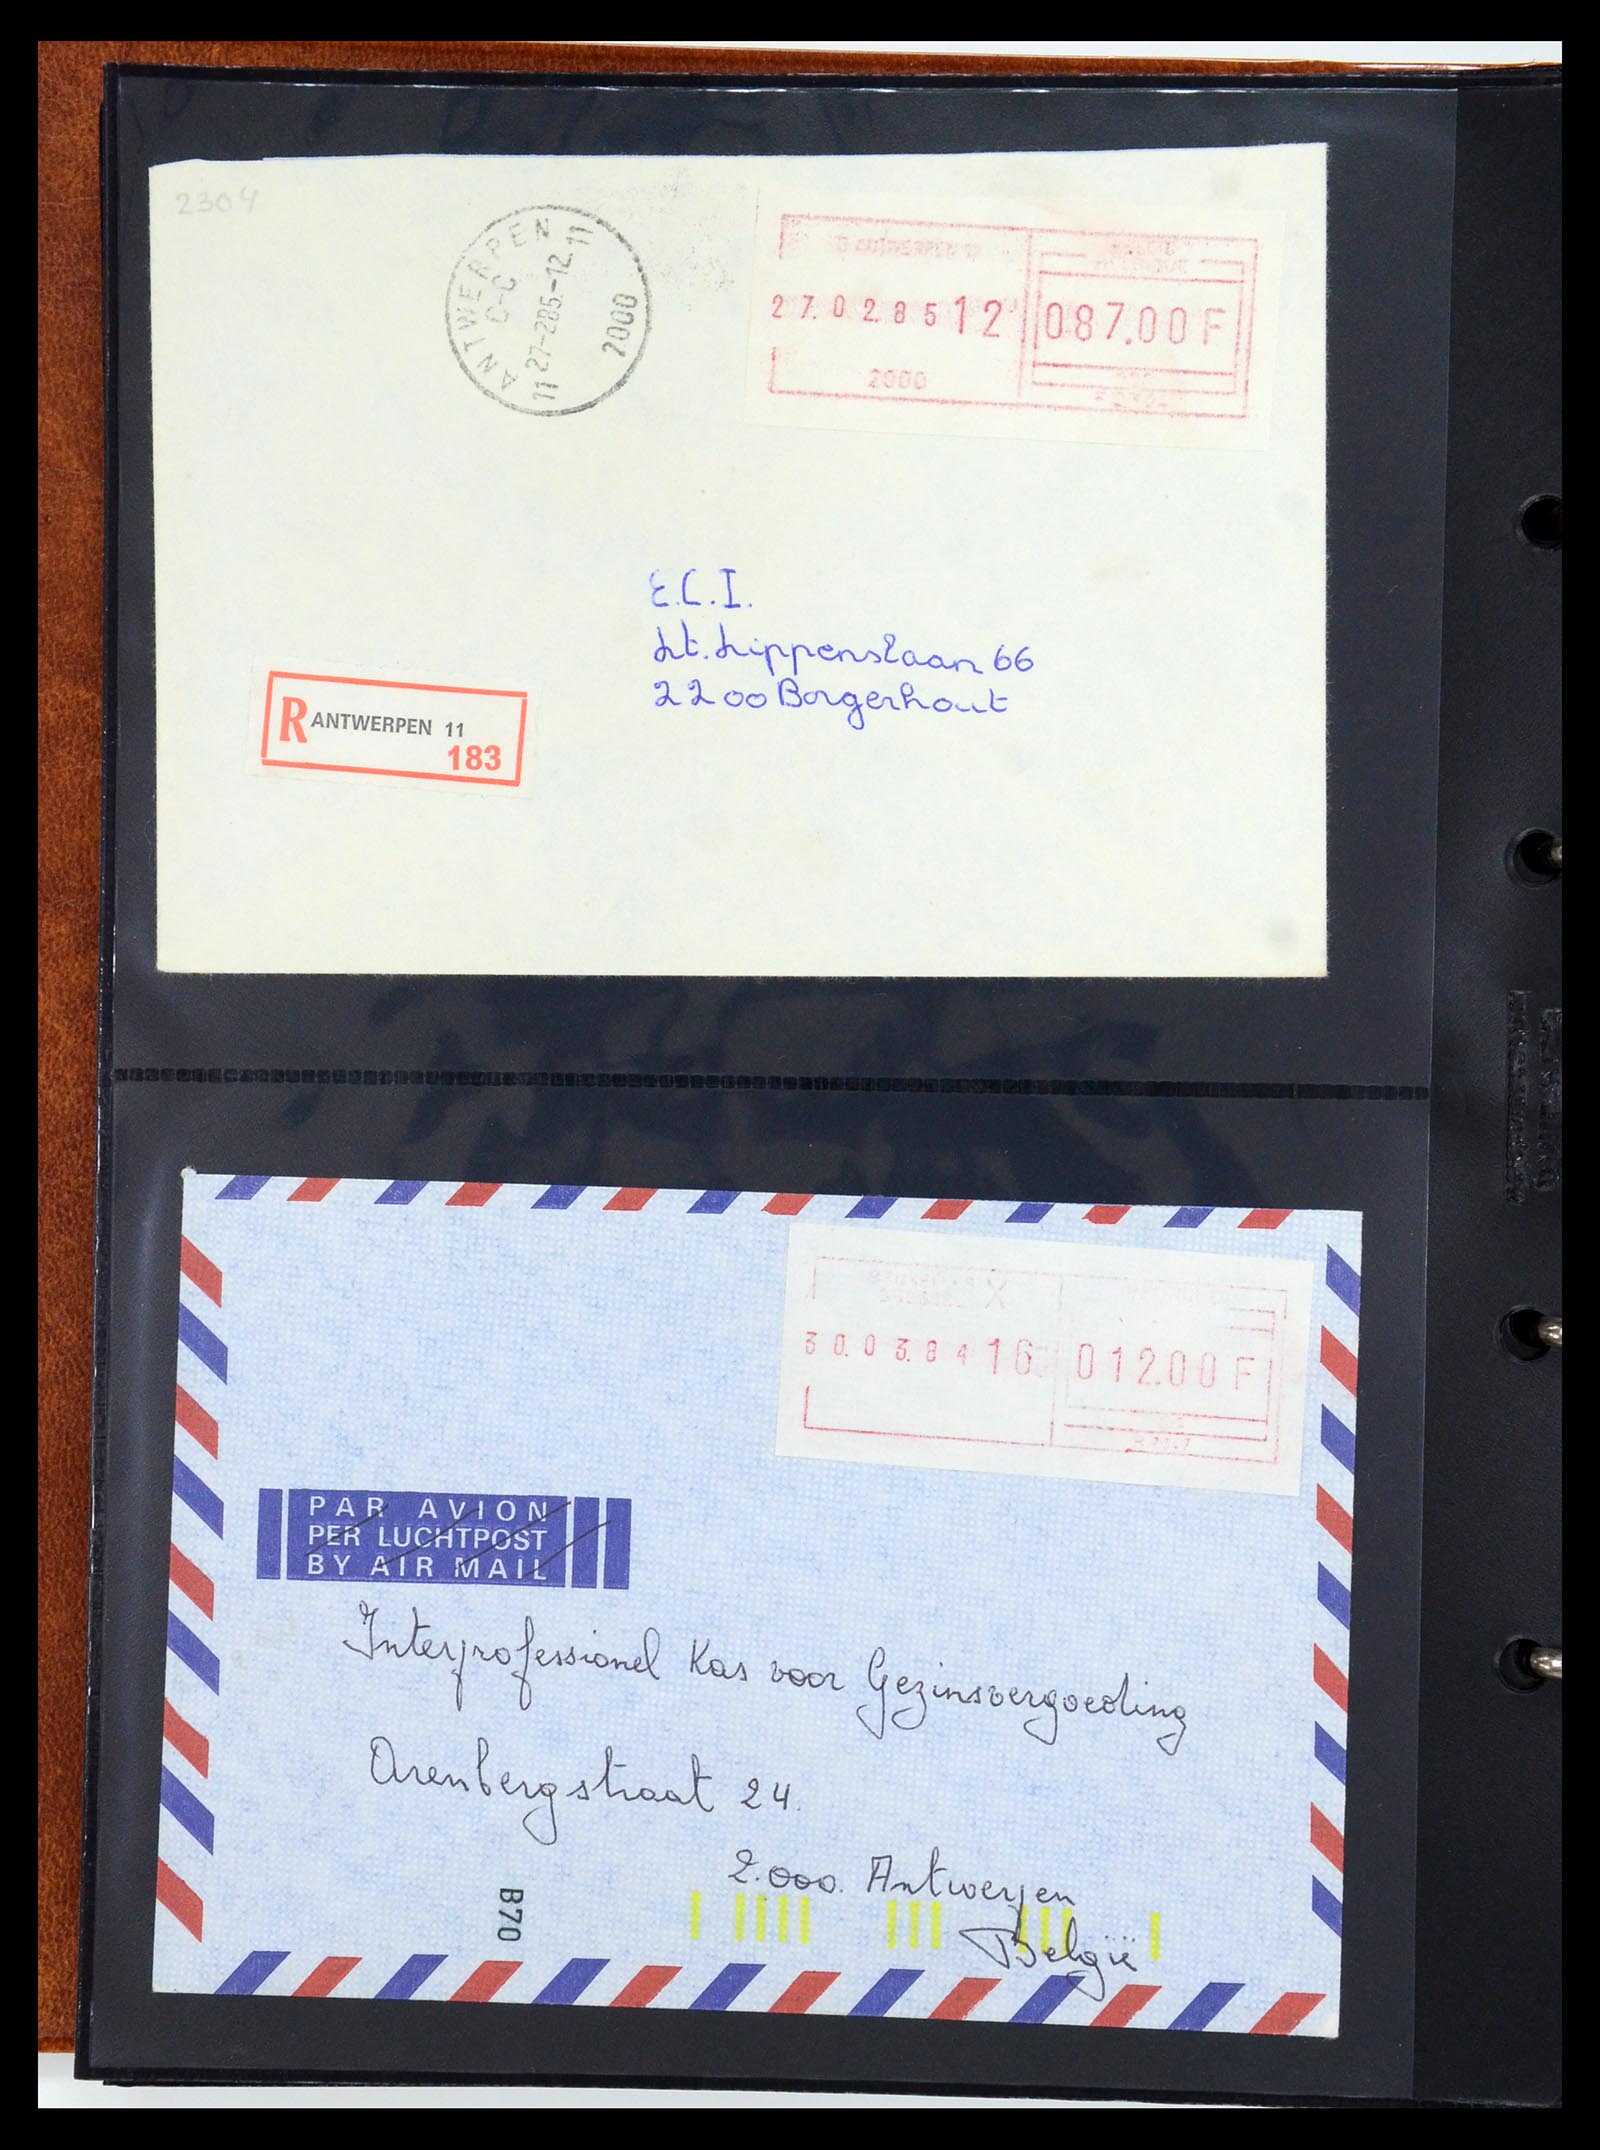 2304
ANTWERPEN
C-C
11 27-285.-12 11
2000
27.02.85 12
087.00 F
2000
E.C.I.
Lt. Lippenslaan 66
2200 Borgerhout
R ANTWERPEN 11
183
30.03.84 16
012.00 F
PAR AVION
PER LUCHTPOST
BY AIR MAIL
Interprofessionel Kas voor Gezinsvergoeding
Arenbergstraat 24.
2.000. Antwerpen
België
B70